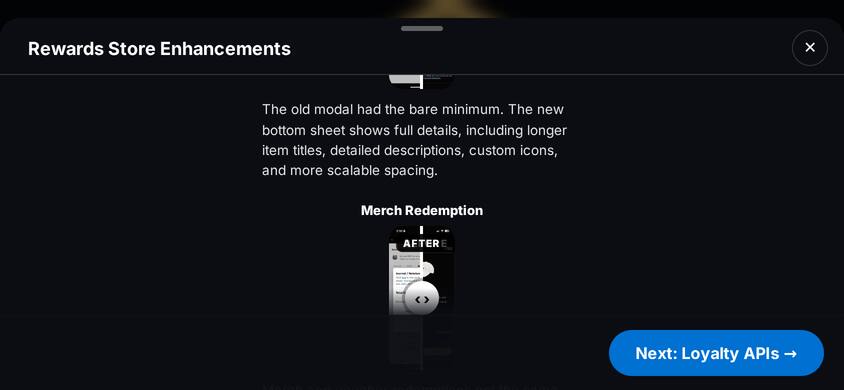 Rewards Store Enhancements
The old modal had the bare minimum. The new
bottom sheet shows full details, including longer
item titles, detailed descriptions, custom icons,
and more scalable spacing.
Merch Redemption
AFTER
Next: Loyalty APIs →